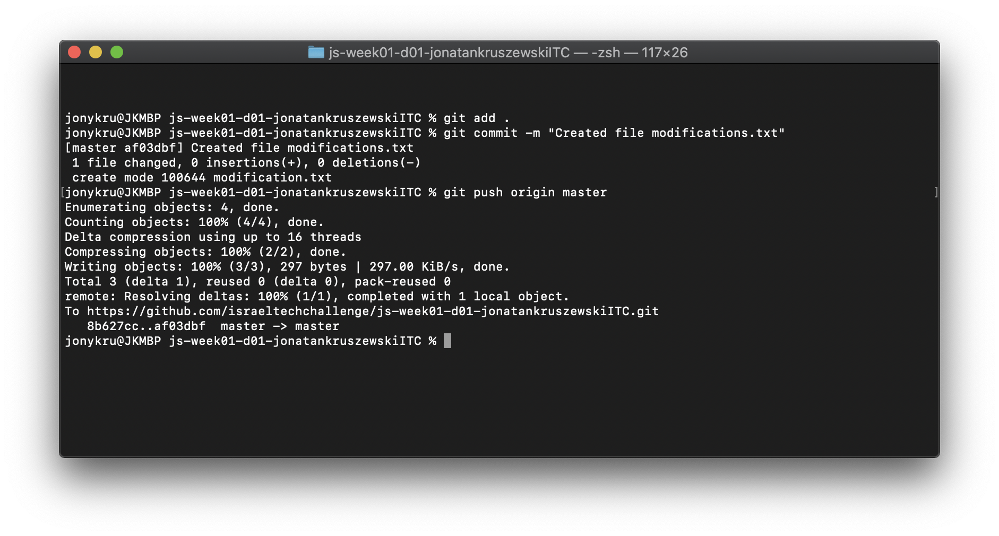 js-week01-d01-jonatankruszewskiITC — -zsh — 117×26
jonykru@JKMBP js-week01-d01-jonatankruszewskiITC % git add .
jonykru@JKMBP js-week01-d01-jonatankruszewskiITC % git commit -m "Created file modifications.txt"
[master af03dbf] Created file modifications.txt
 1 file changed, 0 insertions(+), 0 deletions(-)
 create mode 100644 modification.txt
[jonykru@JKMBP js-week01-d01-jonatankruszewskiITC % git push origin master ]
Enumerating objects: 4, done.
Counting objects: 100% (4/4), done.
Delta compression using up to 16 threads
Compressing objects: 100% (2/2), done.
Writing objects: 100% (3/3), 297 bytes | 297.00 KiB/s, done.
Total 3 (delta 1), reused 0 (delta 0), pack-reused 0
remote: Resolving deltas: 100% (1/1), completed with 1 local object.
To https://github.com/israeltechchallenge/js-week01-d01-jonatankruszewskiITC.git
   8b627cc..af03dbf  master -> master
jonykru@JKMBP js-week01-d01-jonatankruszewskiITC %